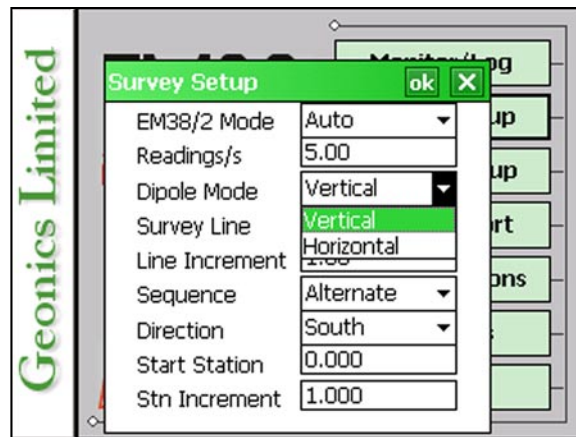 Geonics Limited
Survey Setup ok
EM38/2 Mode Auto
Readings/s 5.00
Dipole Mode Vertical
Vertical
Horizontal
Survey Line
Line Increment
Sequence Alternate
Direction South
Start Station 0.000
Stn Increment 1.000